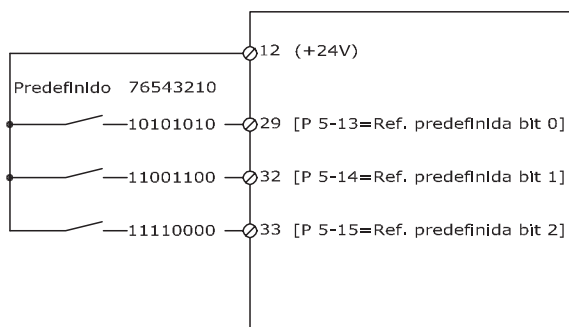 12 (+24V)
Predefinido 76543210
10101010 29 [P 5-13=Ref. predefinida bit 0]
11001100 32 [P 5-14=Ref. predefinida bit 1]
11110000 33 [P 5-15=Ref. predefinida bit 2]